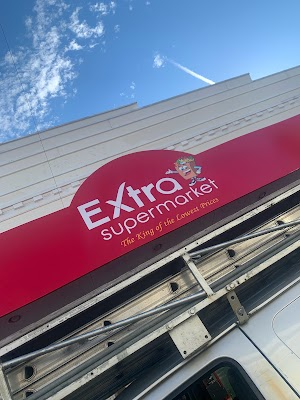 Extra
supermarket
The King of the Lowest Prices